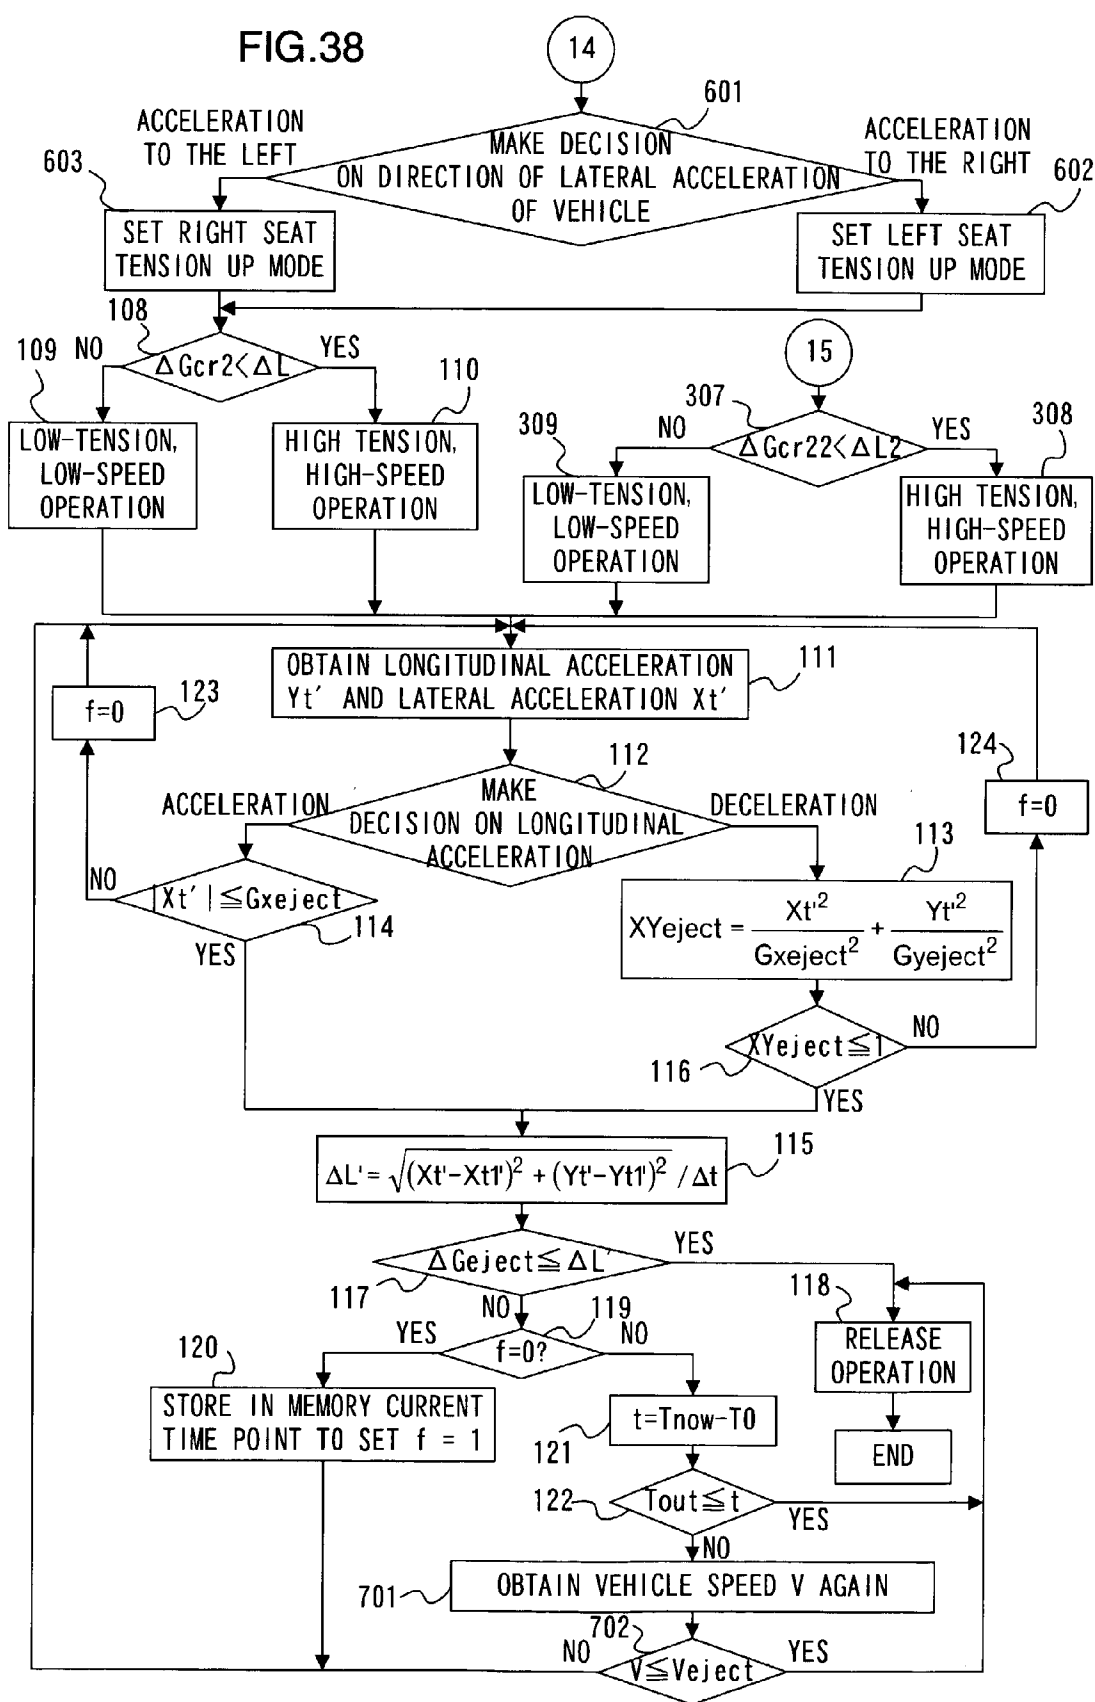 FIG.38
14
601
ACCELERATION
TO THE LEFT
MAKE DECISION
ON DIRECTION OF LATERAL ACCELERATION
OF VEHICLE
ACCELERATION
TO THE RIGHT
603
602
SET RIGHT SEAT
TENSION UP MODE
SET LEFT SEAT
TENSION UP MODE
108
NO
ΔGcr2<ΔL
YES
109
110
LOW-TENSION,
LOW-SPEED
OPERATION
HIGH TENSION,
HIGH-SPEED
OPERATION
15
307
NO
ΔGcr22<ΔL2
YES
309
308
LOW-TENSION,
LOW-SPEED
OPERATION
HIGH TENSION,
HIGH-SPEED
OPERATION
OBTAIN LONGITUDINAL ACCELERATION
Yt′ AND LATERAL ACCELERATION Xt′
111
f=0
123
112
ACCELERATION
MAKE
DECISION ON LONGITUDINAL
ACCELERATION
DECELERATION
124
f=0
NO
|Xt′|≦Gxeject
114
YES
113
XYeject = Xt'²/Gxeject² + Yt'²/Gyeject²
XYeject≦1
NO
116
YES
ΔL'= √(Xt'-Xt1')² + (Yt'-Yt1')² / Δt
115
ΔGeject≦ΔL′
YES
117
NO
118
RELEASE
OPERATION
END
119
YES
f=0?
NO
120
STORE IN MEMORY CURRENT
TIME POINT TO SET f = 1
t=Tnow-T0
121
Tout≦t
122
YES
NO
OBTAIN VEHICLE SPEED V AGAIN
701
702
NO
V≦Veject
YES